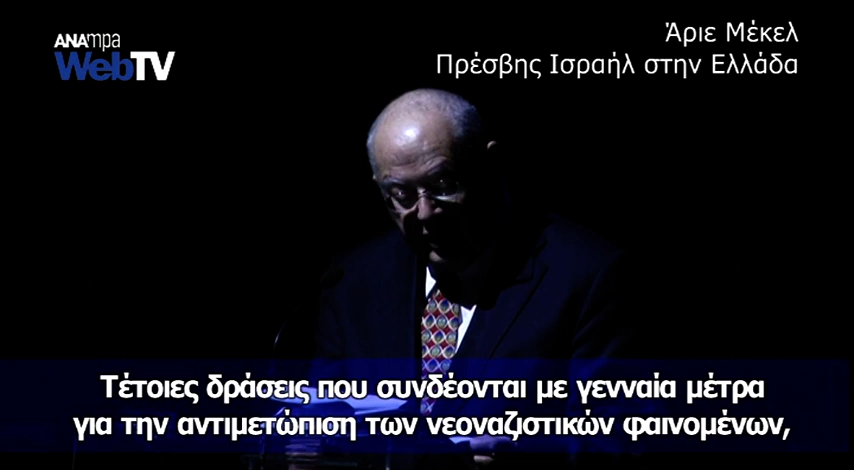 ANAmpa
WebTV
Άριε Μέκελ
Πρέσβης Ισραήλ στην Ελλάδα
Τέτοιες δράσεις που συνδέονται με γενναία μέτρα
για την αντιμετώπιση των νεοναζιστικών φαινομένων,